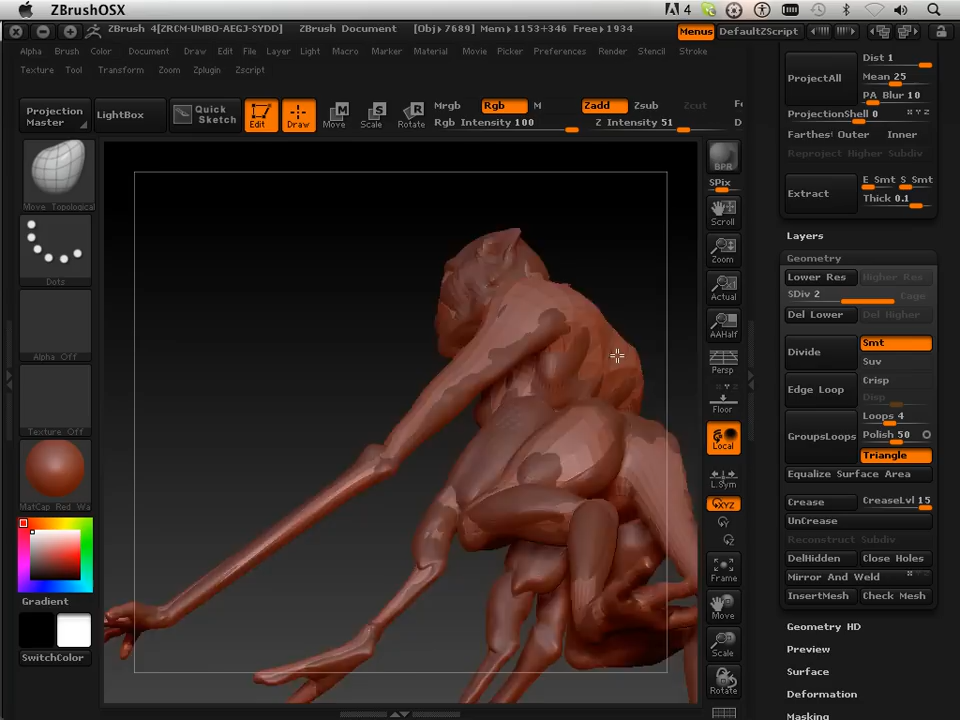 ZBrushOSX
4
ZBrush 4[ZRCM-UMBO-AEGJ-SYDD] ZBrush Document [Obj+7689] Mem+1153+346 Free+1934
Menus DefaultZScript
Alpha Brush Color Document Draw Edit File Layer Light Macro Marker Material Movie Picker Preferences Render Stencil Stroke
Texture Tool Transform Zoom Zplugin Zscript
Projection Master
LightBox
Quick Sketch
Edit Draw Move Scale Rotate
Mrgb Rgb M Zadd Zsub Zcut
Rgb Intensity 100 Z Intensity 51
Move Topological
Dots
Alpha Off
Texture Off
MatCap Red Wa
Gradient
SwitchColor
BPR
SPix
Scroll
Zoom
Actual
AAHalf
Persp
Floor
Local
L.Sym
XYZ
Frame
Move
Scale
Rotate
ProjectAll
Dist 1
Mean 25
PA Blur 10
ProjectionShell 0
Farthes Outer Inner
Reproject Higher Subdiv
Extract
E Smt S Smt
Thick 0.1
Layers
Geometry
Lower Res Higher Res
SDiv 2 Cage
Del Lower Del Higher
Divide
Smt
Suv
Edge Loop
Crisp
Disp
GroupsLoops
Loops 4
Polish 50
Triangle
Equalize Surface Area
Crease CreaseLvl 15
UnCrease
Reconstruct Subdiv
DelHidden Close Holes
Mirror And Weld
InsertMesh Check Mesh
Geometry HD
Preview
Surface
Deformation
Masking